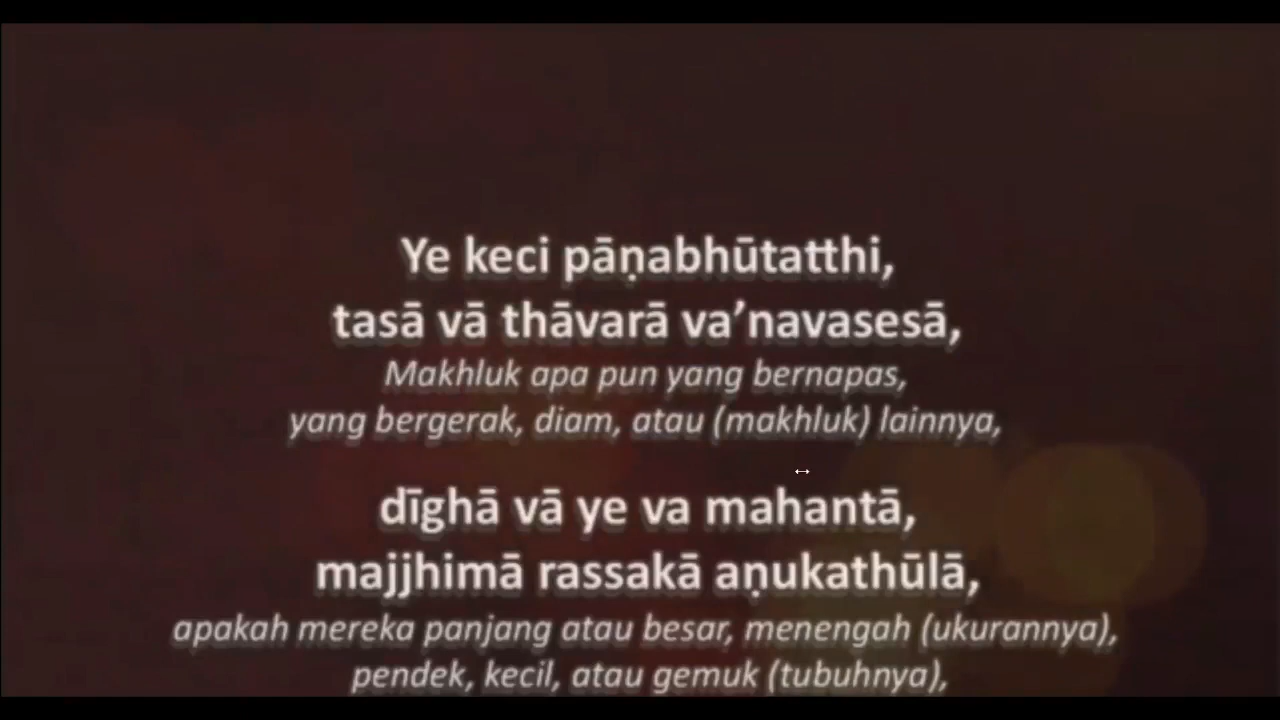 Ye keci pāṇabhūtatthi,
tasā vā thāvarā va’navasesā,
Makhluk apa pun yang bernapas,
yang bergerak, diam, atau (makhluk) lainnya,
dīghā vā ye va mahantā,
majjhimā rassakā aṇukathūlā,
apakah mereka panjang atau besar, menengah (ukurannya),
pendek, kecil, atau gemuk (tubuhnya),